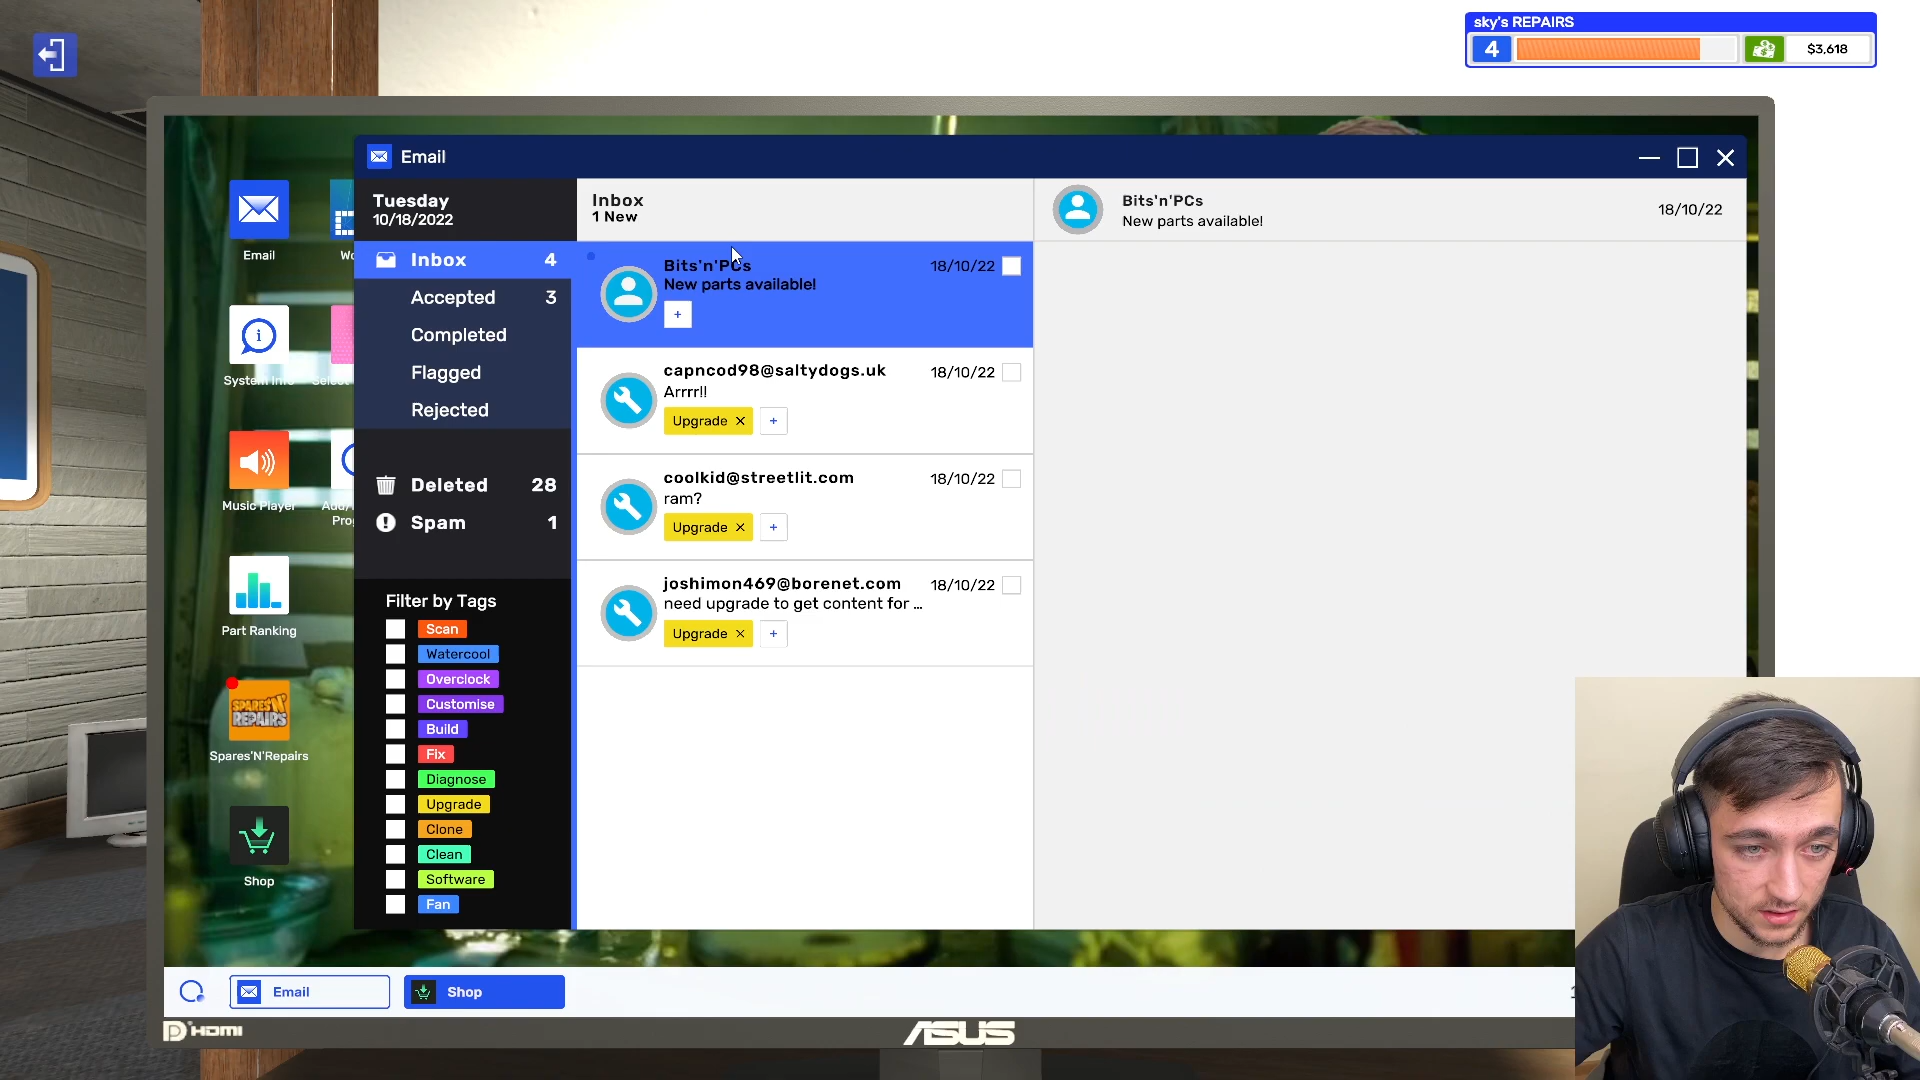 sky's REPAIRS
4
$3,618
Email
Tuesday
10/18/2022
Inbox 4
Accepted 3
Completed
Flagged
Rejected
Deleted 28
Spam 1
Filter by Tags
Scan
Watercool
Overclock
Customise
Build
Fix
Diagnose
Upgrade
Clone
Clean
Software
Fan
Inbox
1 New
Bits'n'PCs 18/10/22
New parts available!
+
capncod98@saltydogs.uk 18/10/22
Arrrr!!
Upgrade × +
coolkid@streetlit.com 18/10/22
ram?
Upgrade × +
joshimon469@borenet.com 18/10/22
need upgrade to get content for ...
Upgrade × +
Bits'n'PCs
New parts available!
18/10/22
Email
System Info
Music Player
Part Ranking
SPARES'N'
REPAIRS
Spares'N'Repairs
Shop
Email
Shop
HDMI
ASUS